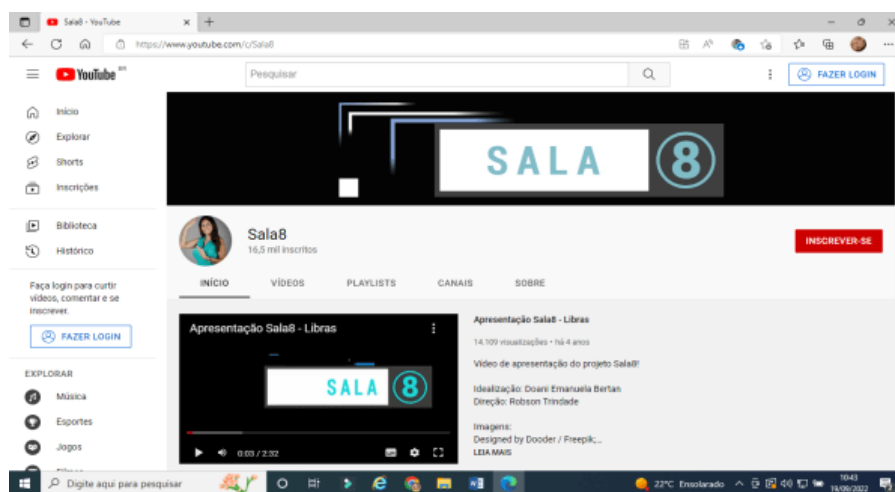 Sala8 - YouTube
https://www.youtube.com/c/Sala8
YouTube BR
Pesquisar
FAZER LOGIN
Início
Explorar
Shorts
Inscrições
Biblioteca
Histórico
Faça login para curtir
vídeos, comentar e se
inscrever.
FAZER LOGIN
EXPLORAR
Música
Esportes
Jogos
SALA 8
Sala8
16,5 mil inscritos
INSCREVER-SE
INÍCIO VÍDEOS PLAYLISTS CANAIS SOBRE
Apresentação Sala8 - Libras
SALA 8
0:03 / 2:32
Apresentação Sala8 - Libras
14.109 visualizações • há 4 anos
Vídeo de apresentação do projeto Sala8!
Idealização: Doani Emanuela Bertan
Direção: Robson Trindade
Imagens:
Designed by Dooder / Freepik;...
LEIA MAIS
Digite aqui para pesquisar
22°C Ensolarado
10:43
19/09/2022